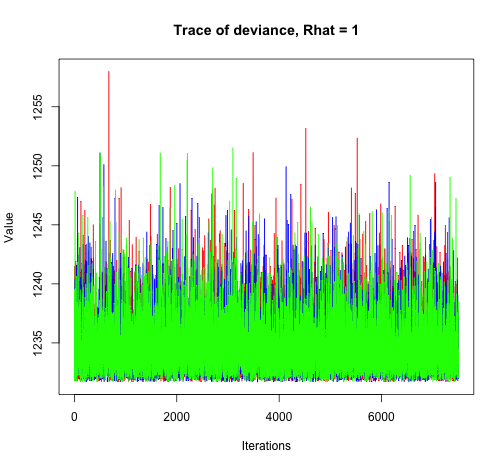 Trace of deviance, Rhat = 1
Value
1255
1250
1245
1240
1235
0 2000 4000 6000
Iterations